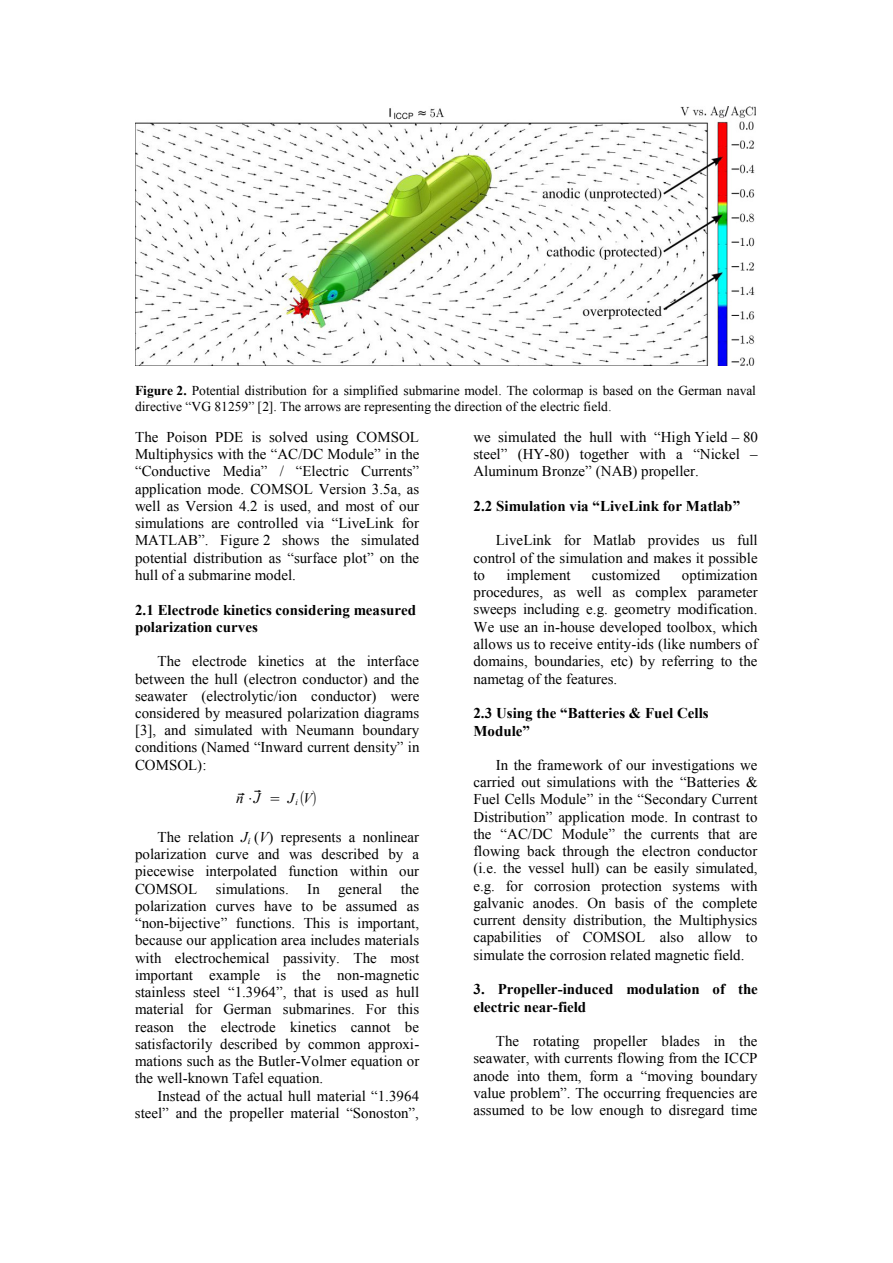 I ICCP ≈ 5A
V vs. Ag/AgCl
0.0
−0.2
−0.4
anodic (unprotected)
−0.6
−0.8
−1.0
cathodic (protected)
−1.2
−1.4
overprotected
−1.6
−1.8
−2.0
Figure 2. Potential distribution for a simplified submarine model. The colormap is based on the German naval
directive “VG 81259” [2]. The arrows are representing the direction of the electric field.
The Poison PDE is solved using COMSOL
Multiphysics with the “AC/DC Module” in the
“Conductive Media” / “Electric Currents”
application mode. COMSOL Version 3.5a, as
well as Version 4.2 is used, and most of our
simulations are controlled via “LiveLink for
MATLAB”. Figure 2 shows the simulated
potential distribution as “surface plot” on the
hull of a submarine model.
2.1 Electrode kinetics considering measured
polarization curves
The electrode kinetics at the interface
between the hull (electron conductor) and the
seawater (electrolytic/ion conductor) were
considered by measured polarization diagrams
[3], and simulated with Neumann boundary
conditions (Named “Inward current density” in
COMSOL):
n⃗ · J⃗ = Jᵢ(V)
The relation Jᵢ (V) represents a nonlinear
polarization curve and was described by a
piecewise interpolated function within our
COMSOL simulations. In general the
polarization curves have to be assumed as
“non-bijective” functions. This is important,
because our application area includes materials
with electrochemical passivity. The most
important example is the non-magnetic
stainless steel “1.3964”, that is used as hull
material for German submarines. For this
reason the electrode kinetics cannot be
satisfactorily described by common approxi-
mations such as the Butler-Volmer equation or
the well-known Tafel equation.
Instead of the actual hull material “1.3964
steel” and the propeller material “Sonoston”,
we simulated the hull with “High Yield – 80
steel” (HY-80) together with a “Nickel –
Aluminum Bronze” (NAB) propeller.
2.2 Simulation via “LiveLink for Matlab”
LiveLink for Matlab provides us full
control of the simulation and makes it possible
to implement customized optimization
procedures, as well as complex parameter
sweeps including e.g. geometry modification.
We use an in-house developed toolbox, which
allows us to receive entity-ids (like numbers of
domains, boundaries, etc) by referring to the
nametag of the features.
2.3 Using the “Batteries & Fuel Cells
Module”
In the framework of our investigations we
carried out simulations with the “Batteries &
Fuel Cells Module” in the “Secondary Current
Distribution” application mode. In contrast to
the “AC/DC Module” the currents that are
flowing back through the electron conductor
(i.e. the vessel hull) can be easily simulated,
e.g. for corrosion protection systems with
galvanic anodes. On basis of the complete
current density distribution, the Multiphysics
capabilities of COMSOL also allow to
simulate the corrosion related magnetic field.
3. Propeller-induced modulation of the
electric near-field
The rotating propeller blades in the
seawater, with currents flowing from the ICCP
anode into them, form a “moving boundary
value problem”. The occurring frequencies are
assumed to be low enough to disregard time